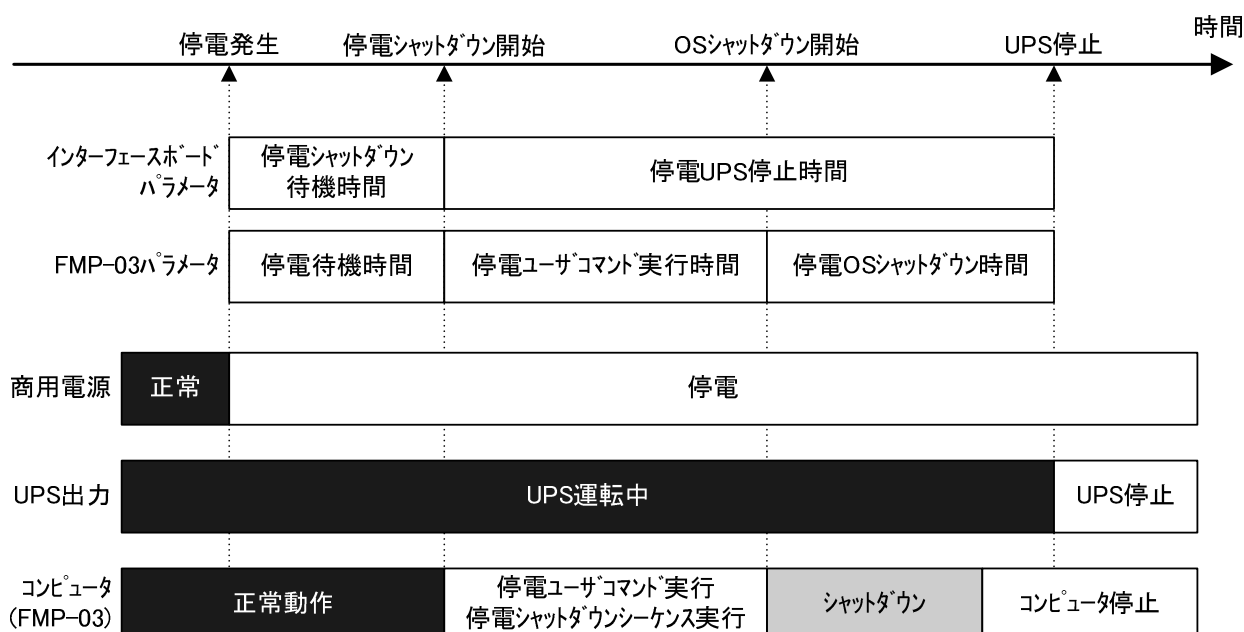 時間
停電発生
停電シャットダウン開始
OSシャットダウン開始
UPS停止
インターフェースボード
パラメータ
停電シャットダウン
待機時間
停電UPS停止時間
FMP-03パラメータ
停電待機時間
停電ユーザコマンド実行時間
停電OSシャットダウン時間
商用電源
正常
停電
UPS出力
UPS運転中
UPS停止
コンピュータ
(FMP-03)
正常動作
停電ユーザコマンド実行
停電シャットダウンシーケンス実行
シャットダウン
コンピュータ停止